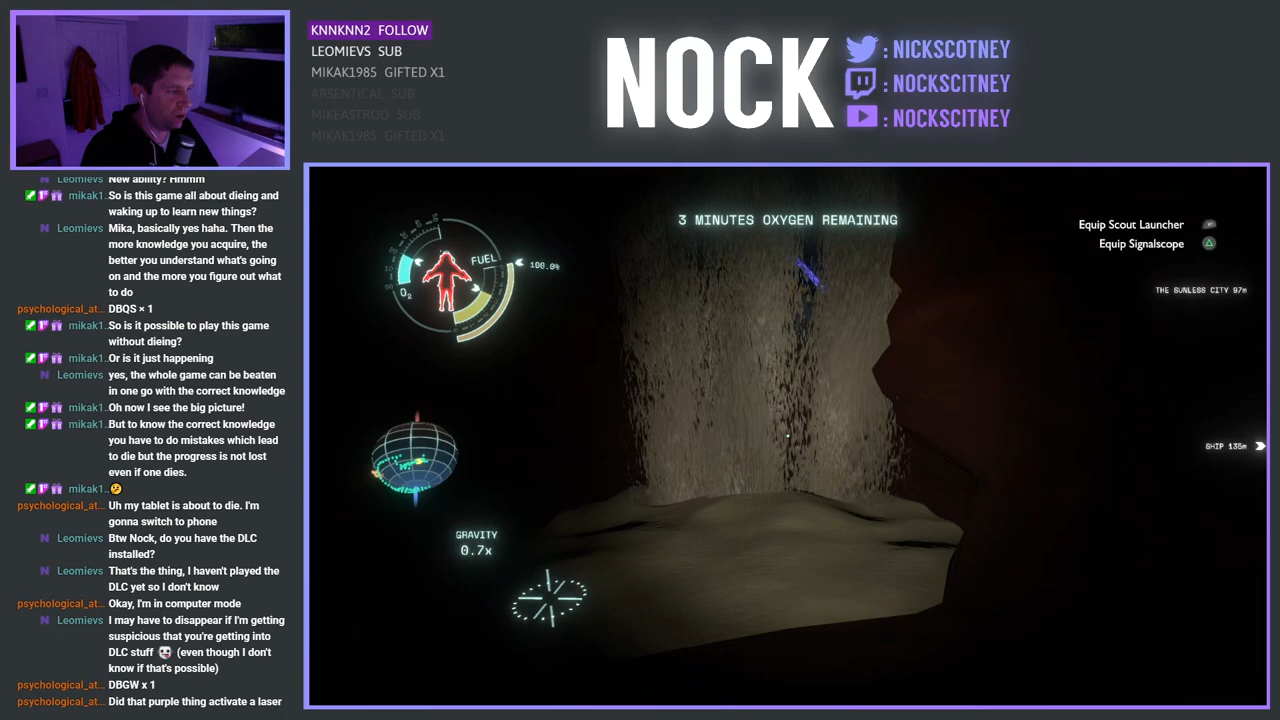 KNNKNN2 FOLLOW
LEOMIEVS SUB
MIKAK1985 GIFTED X1
ARSENTICAL SUB
MIKEASTROD SUB
MIKAK1985 GIFTED X1
NOCK
: NICKSCOTNEY
: NOCKSCITNEY
: NOCKSCITNEY
Leomievs New ability? Hmmm
mikak1.. So is this game all about dieing and
waking up to learn new things?
Leomievs Mika, basically yes haha. Then the
more knowledge you acquire, the
better you understand what's going
on and the more you figure out what
to do
psychological_at... DBQS × 1
mikak1.. So is it possible to play this game
without dieing?
mikak1.. Or is it just happening
Leomievs yes, the whole game can be beaten
in one go with the correct knowledge
mikak1.. Oh now I see the big picture!
mikak1.. But to know the correct knowledge
you have to do mistakes which lead
to die but the progress is not lost
even if one dies.
mikak1.. 🤔
psychological_at... Uh my tablet is about to die. I'm
gonna switch to phone
Leomievs Btw Nock, do you have the DLC
installed?
Leomievs That's the thing, I haven't played the
DLC yet so I don't know
psychological_at... Okay, I'm in computer mode
Leomievs I may have to disappear if I'm getting
suspicious that you're getting into
DLC stuff (even though I don't
know if that's possible)
psychological_at... DBGW x 1
psychological_at... Did that purple thing activate a laser
3 MINUTES OXYGEN REMAINING
Equip Scout Launcher
Equip Signalscope
THE SUNLESS CITY 97m
SHIP 135m
FUEL
100.0%
O2
GRAVITY
0.7x